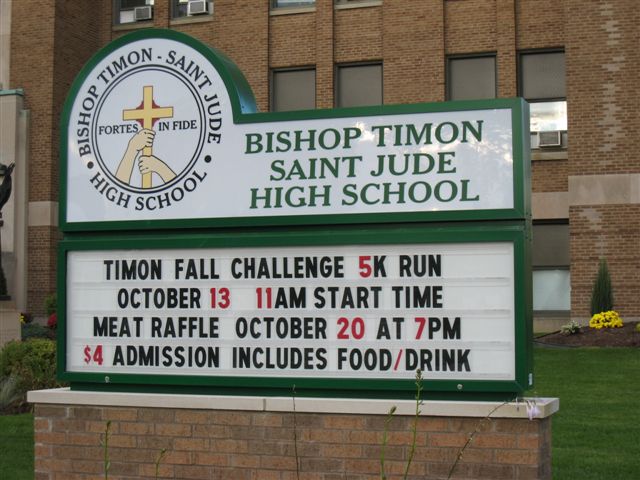 BISHOP TIMON - SAINT JUDE
FORTES IN FIDE
• HIGH SCHOOL •
BISHOP TIMON
SAINT JUDE
HIGH SCHOOL
TIMON FALL CHALLENGE 5K RUN
OCTOBER 13 11AM START TIME
MEAT RAFFLE OCTOBER 20 AT 7PM
$4 ADMISSION INCLUDES FOOD/DRINK